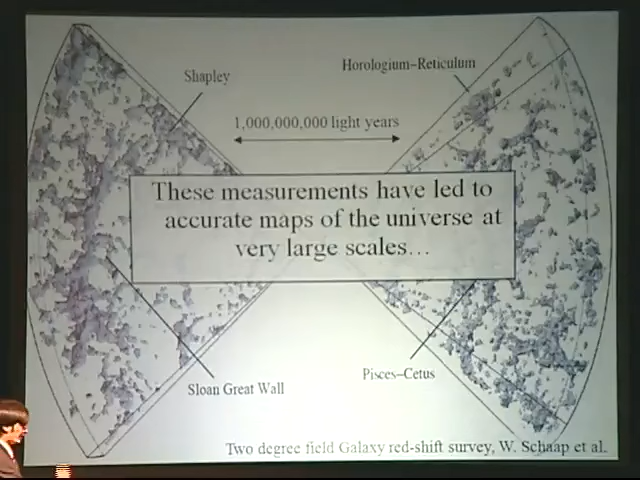 Shapley
Horologium–Reticulum
1,000,000,000 light years
These measurements have led to
accurate maps of the universe at
very large scales…
Sloan Great Wall
Pisces–Cetus
Two degree field Galaxy red-shift survey, W. Schaap et al.